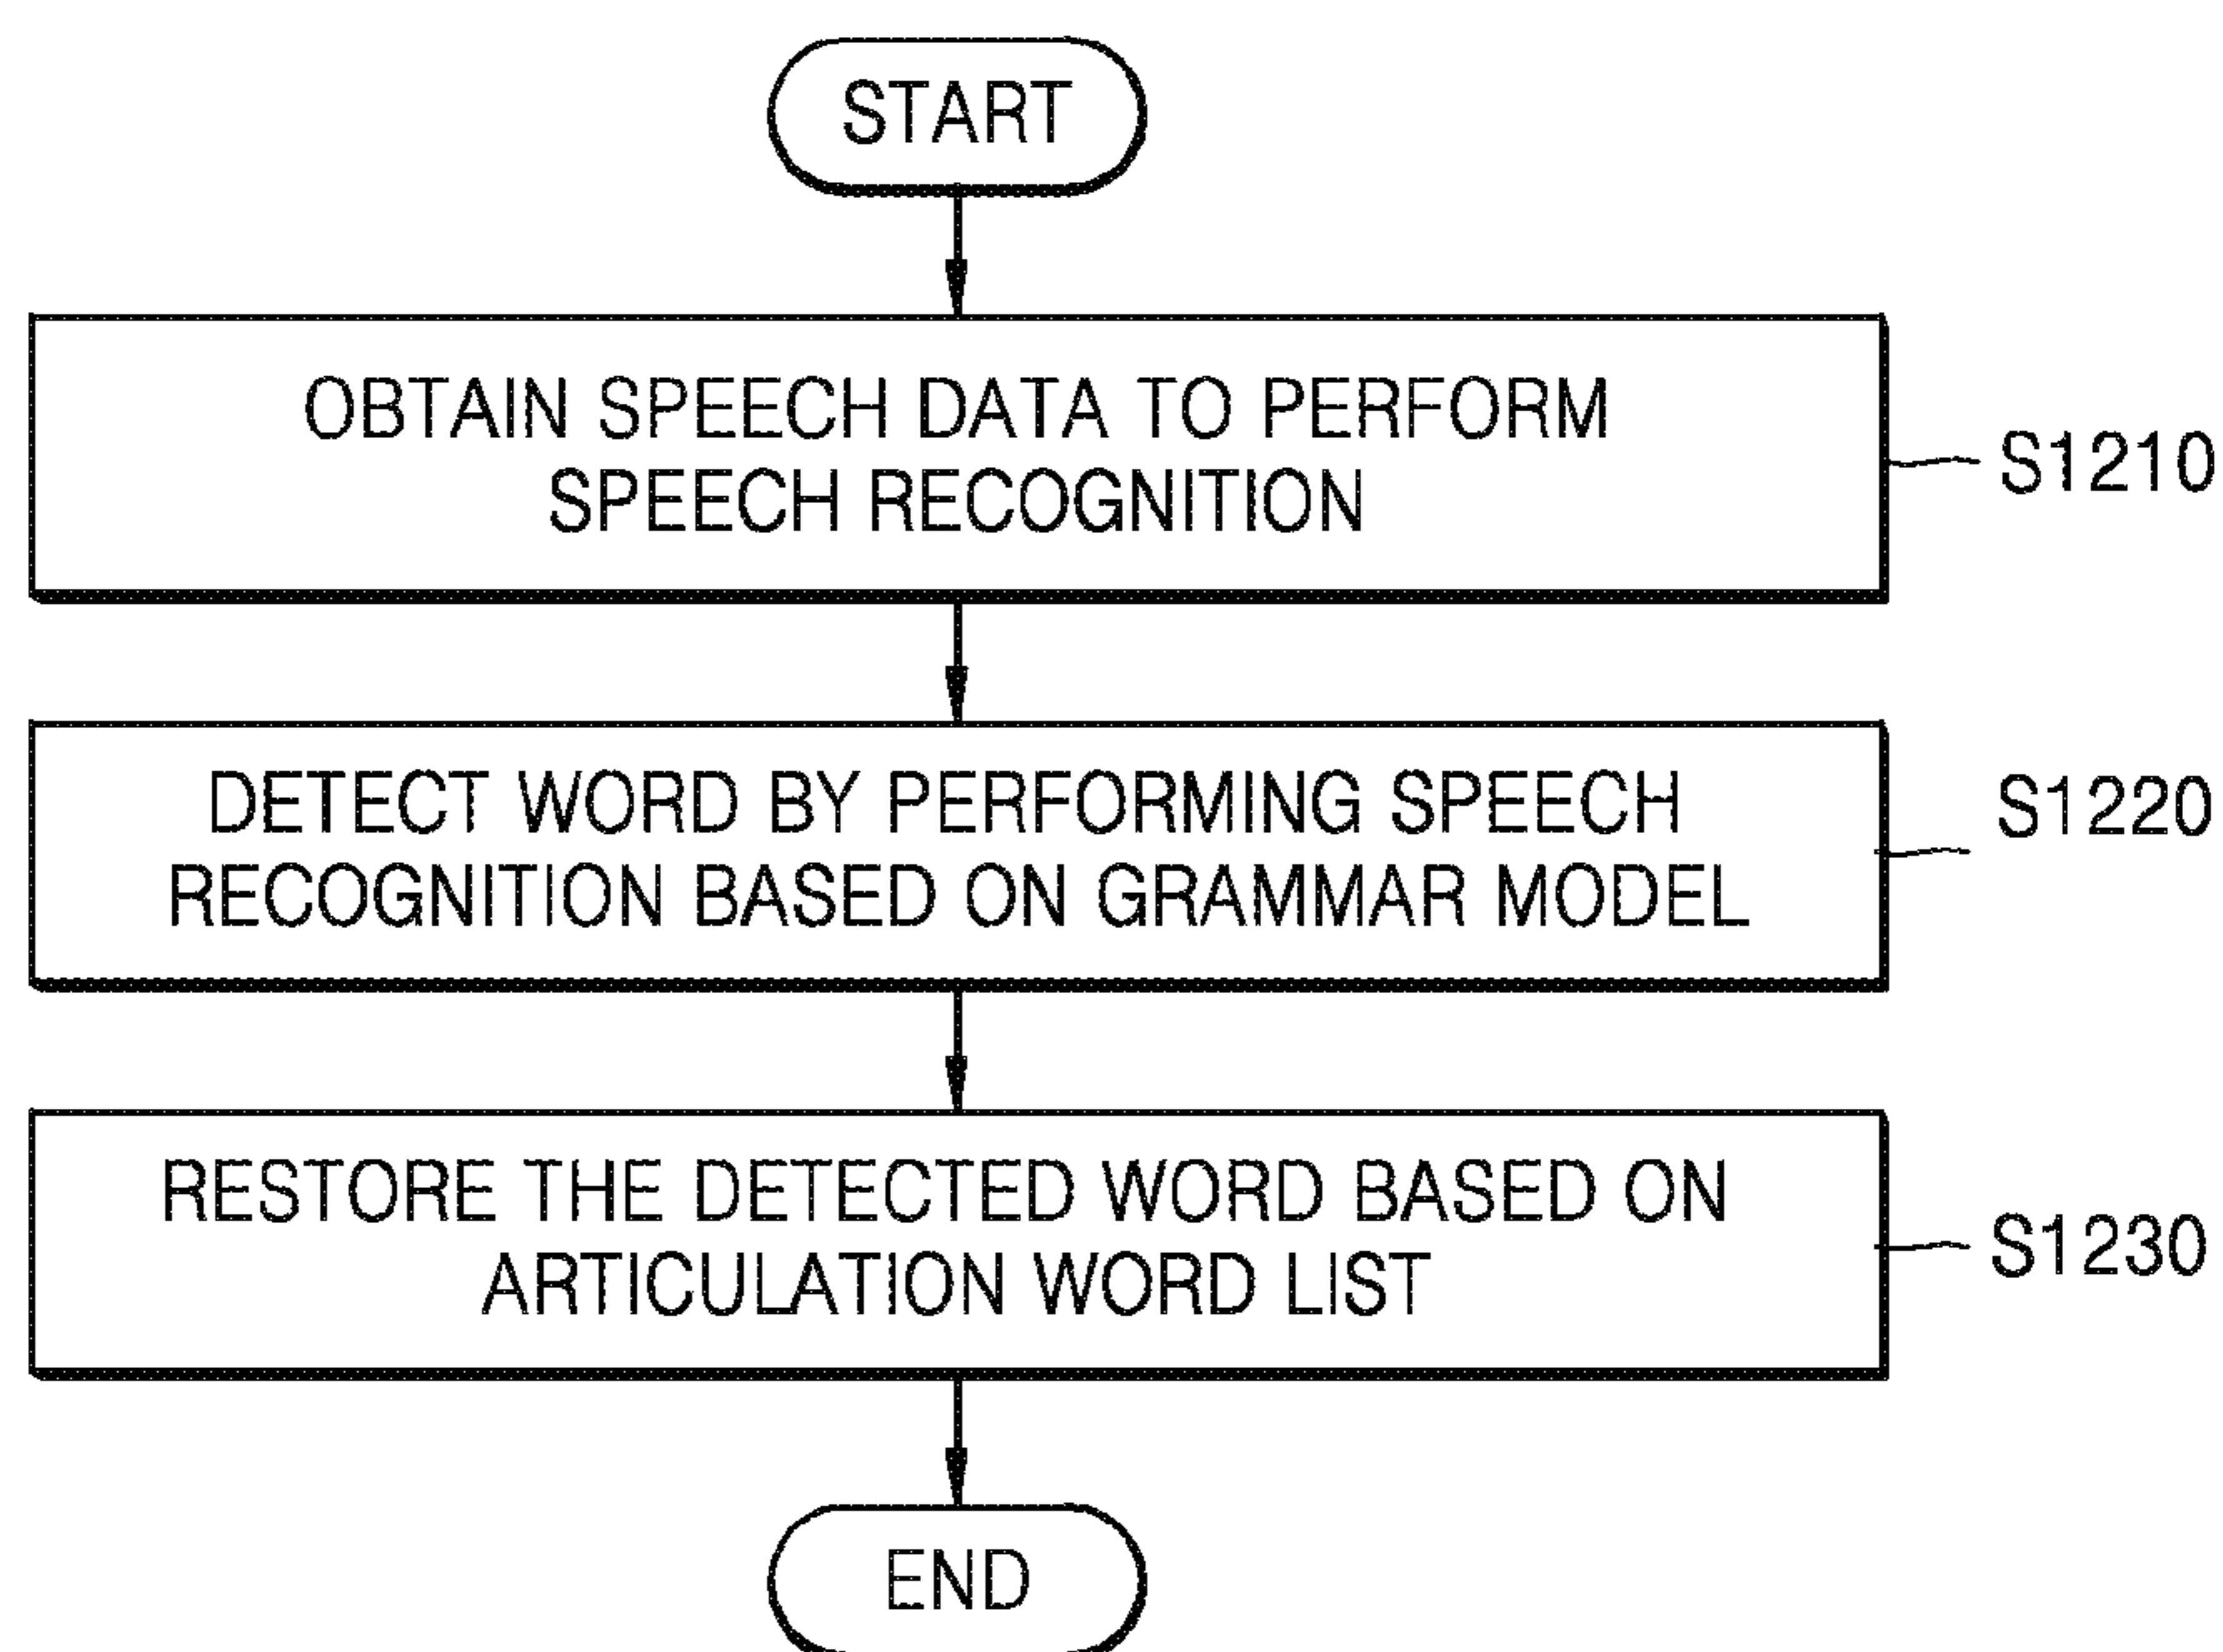 START
OBTAIN SPEECH DATA TO PERFORM
SPEECH RECOGNITION
S1210
DETECT WORD BY PERFORMING SPEECH
RECOGNITION BASED ON GRAMMAR MODEL
S1220
RESTORE THE DETECTED WORD BASED ON
ARTICULATION WORD LIST
S1230
END